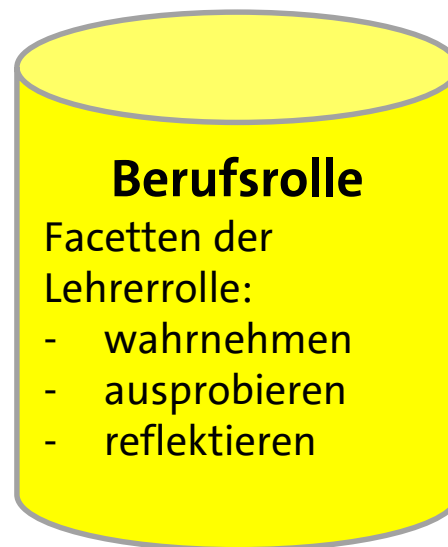 Berufsrolle
Facetten der
Lehrerrolle:
- wahrnehmen
- ausprobieren
- reflektieren